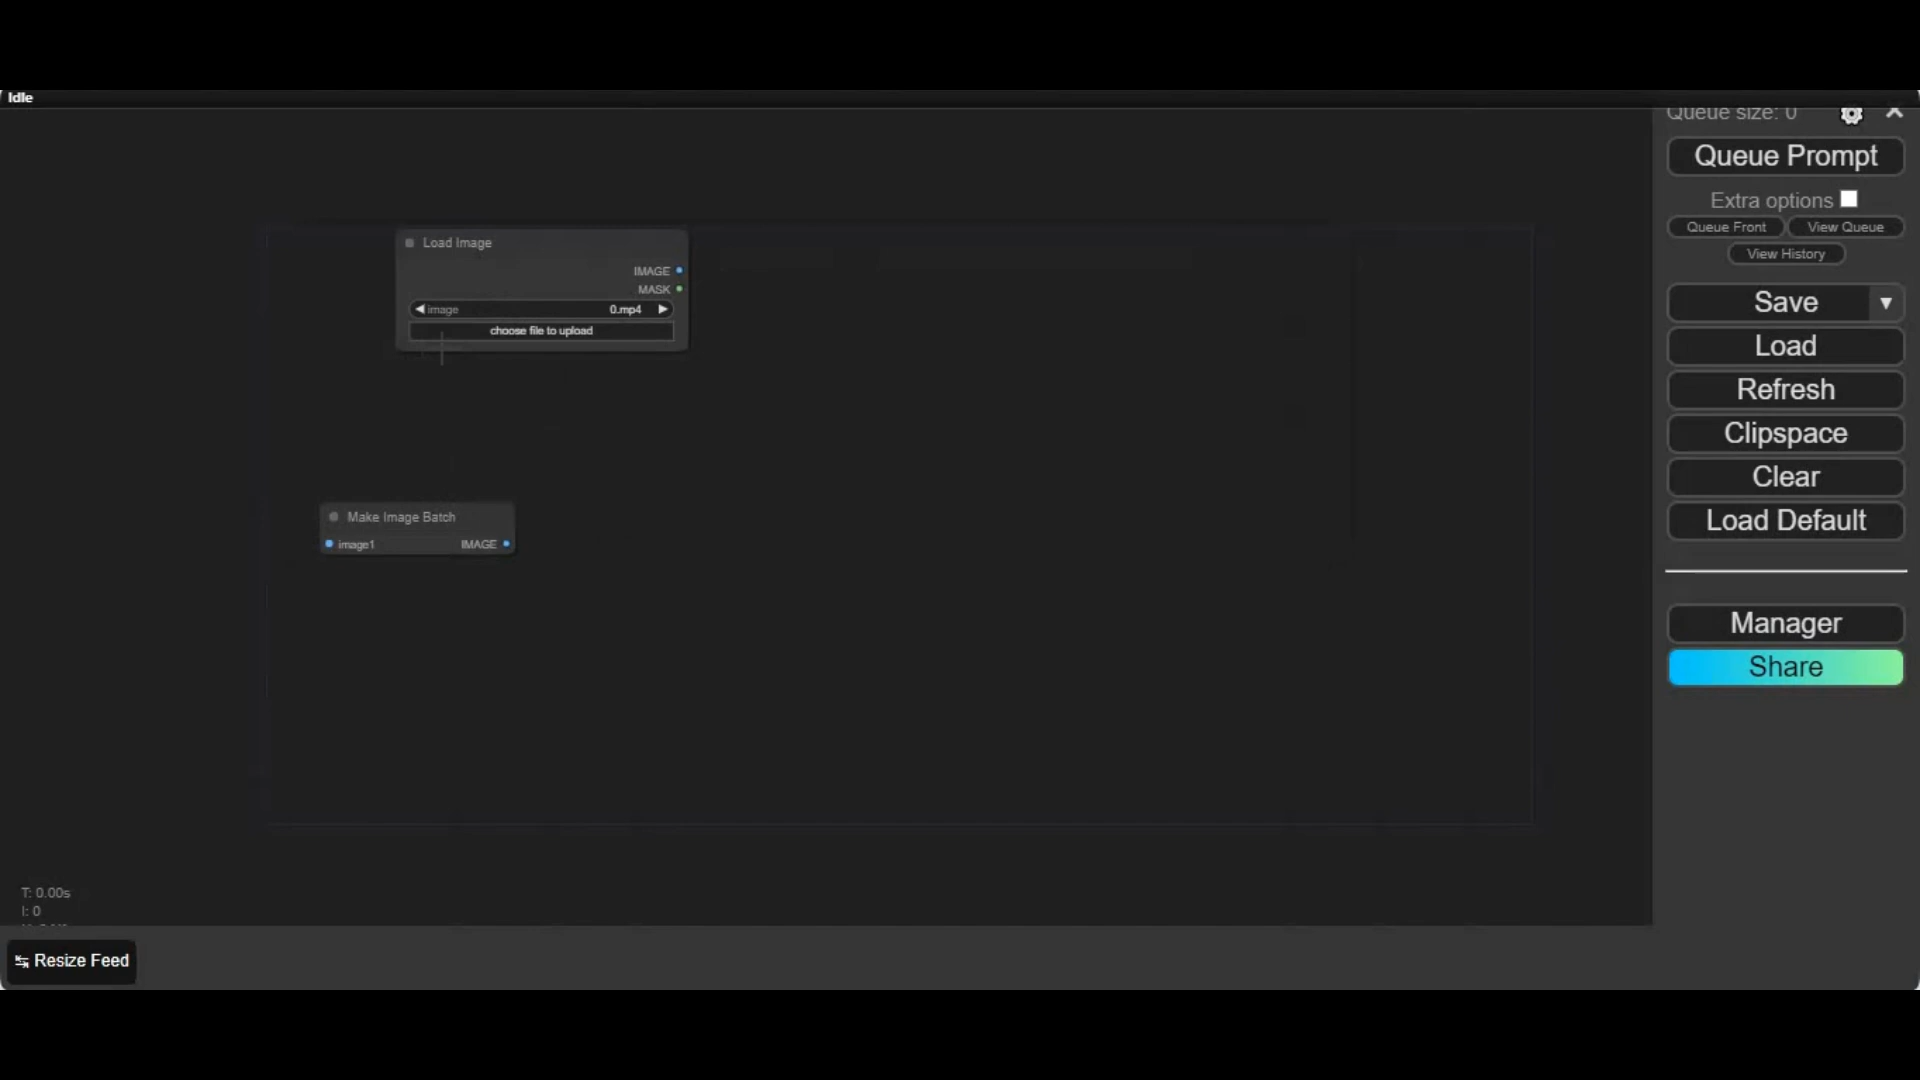 Idle
Queue size: 0
Queue Prompt
Extra options
Queue Front
View Queue
View History
Save
Load
Refresh
Clipspace
Clear
Load Default
Manager
Share
Load Image
IMAGE
MASK
image 0.mp4
choose file to upload
Make Image Batch
image1 IMAGE
T: 0.00s
I: 0
Resize Feed